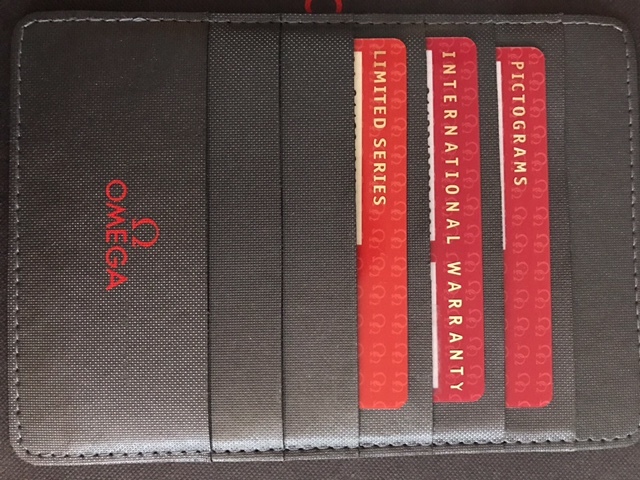 PICTOGRAMS
INTERNATIONAL WARRANTY
LIMITED SERIES
Ω
OMEGA